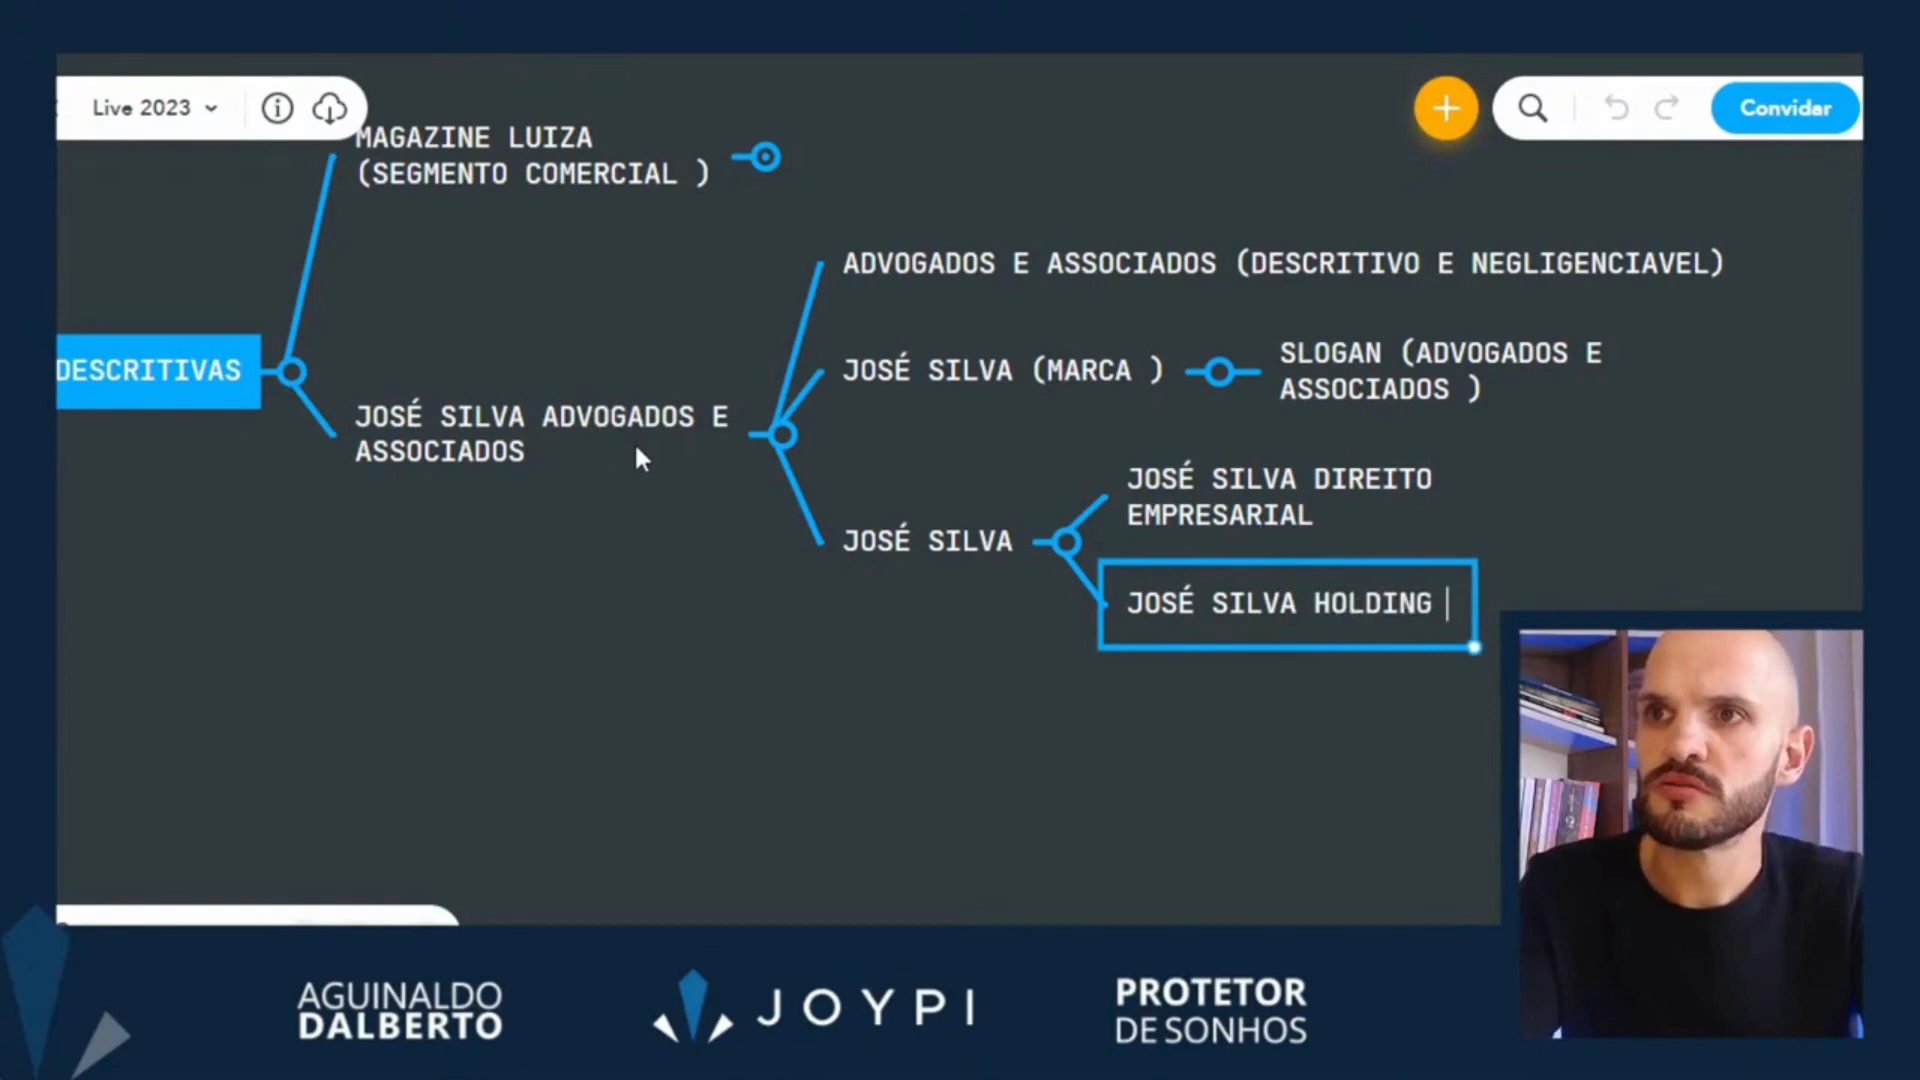 Live 2023
Convidar
MAGAZINE LUIZA
(SEGMENTO COMERCIAL )
ADVOGADOS E ASSOCIADOS (DESCRITIVO E NEGLIGENCIAVEL)
DESCRITIVAS
JOSÉ SILVA (MARCA )
SLOGAN (ADVOGADOS E
ASSOCIADOS )
JOSÉ SILVA ADVOGADOS E
ASSOCIADOS
JOSÉ SILVA
JOSÉ SILVA DIREITO
EMPRESARIAL
JOSÉ SILVA HOLDING
AGUINALDO
DALBERTO
JOYPI
PROTETOR
DE SONHOS